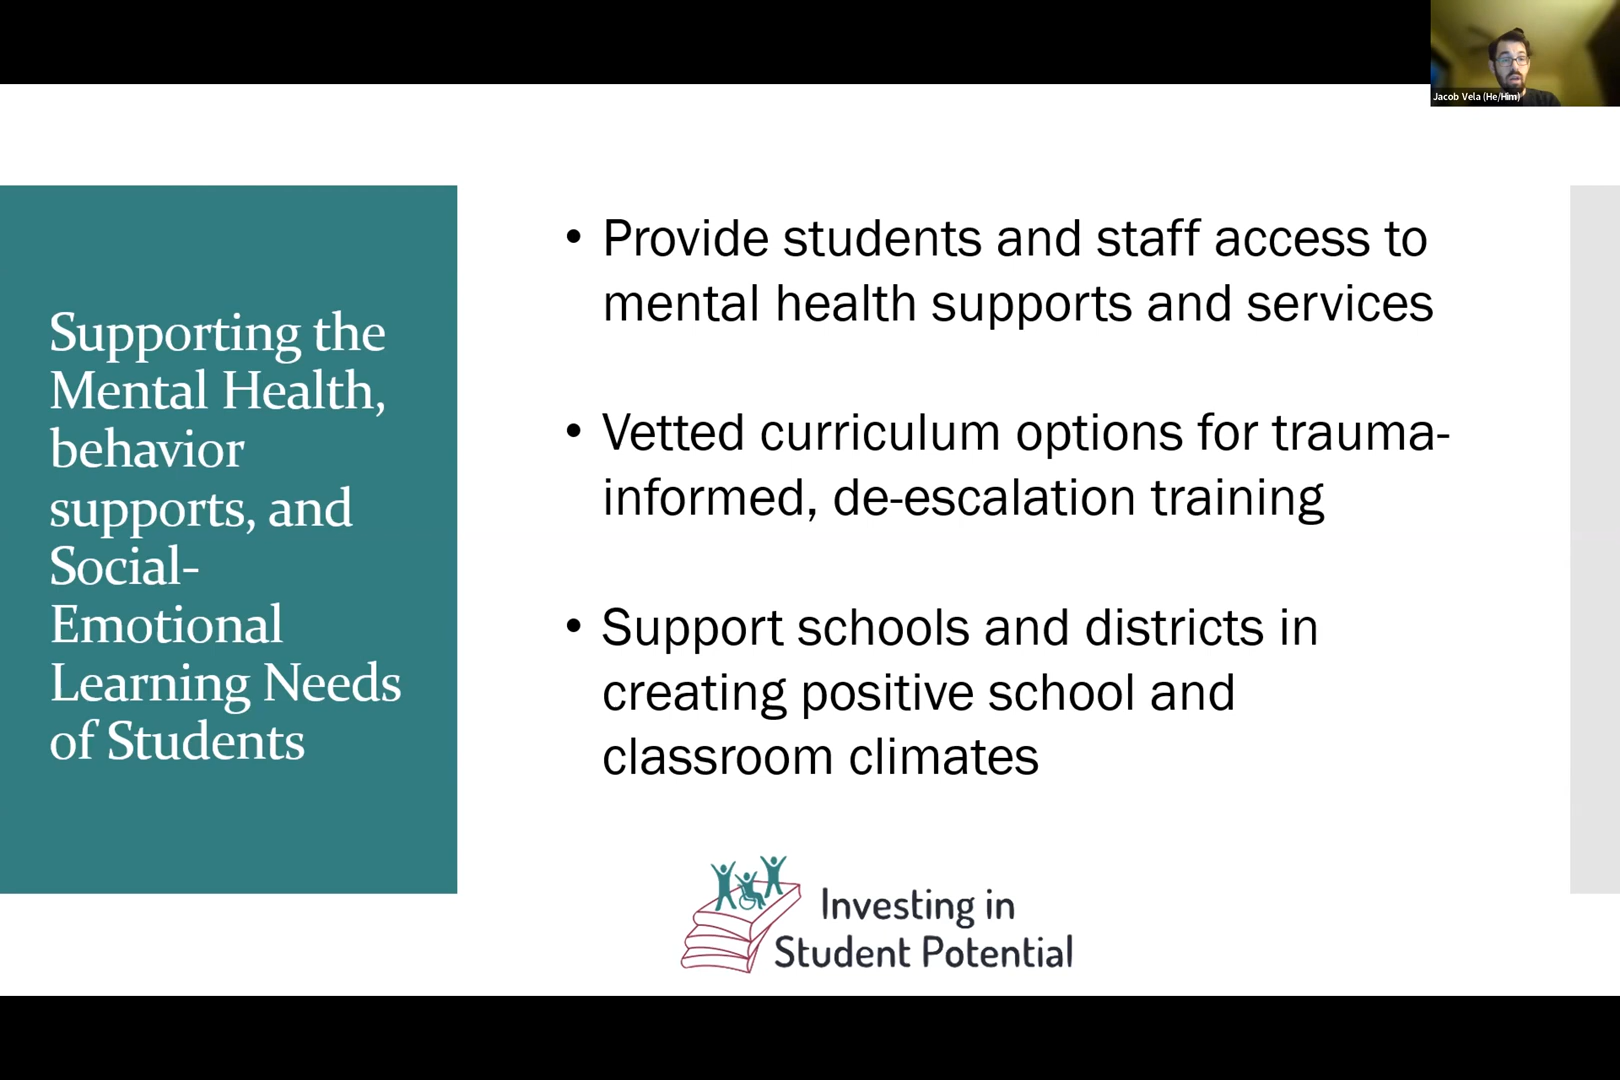 Jacob Vela (He/Him)
Supporting the
Mental Health,
behavior
supports, and
Social-
Emotional
Learning Needs
of Students
• Provide students and staff access to
mental health supports and services
• Vetted curriculum options for trauma-
informed, de-escalation training
• Support schools and districts in
creating positive school and
classroom climates
Investing in
Student Potential